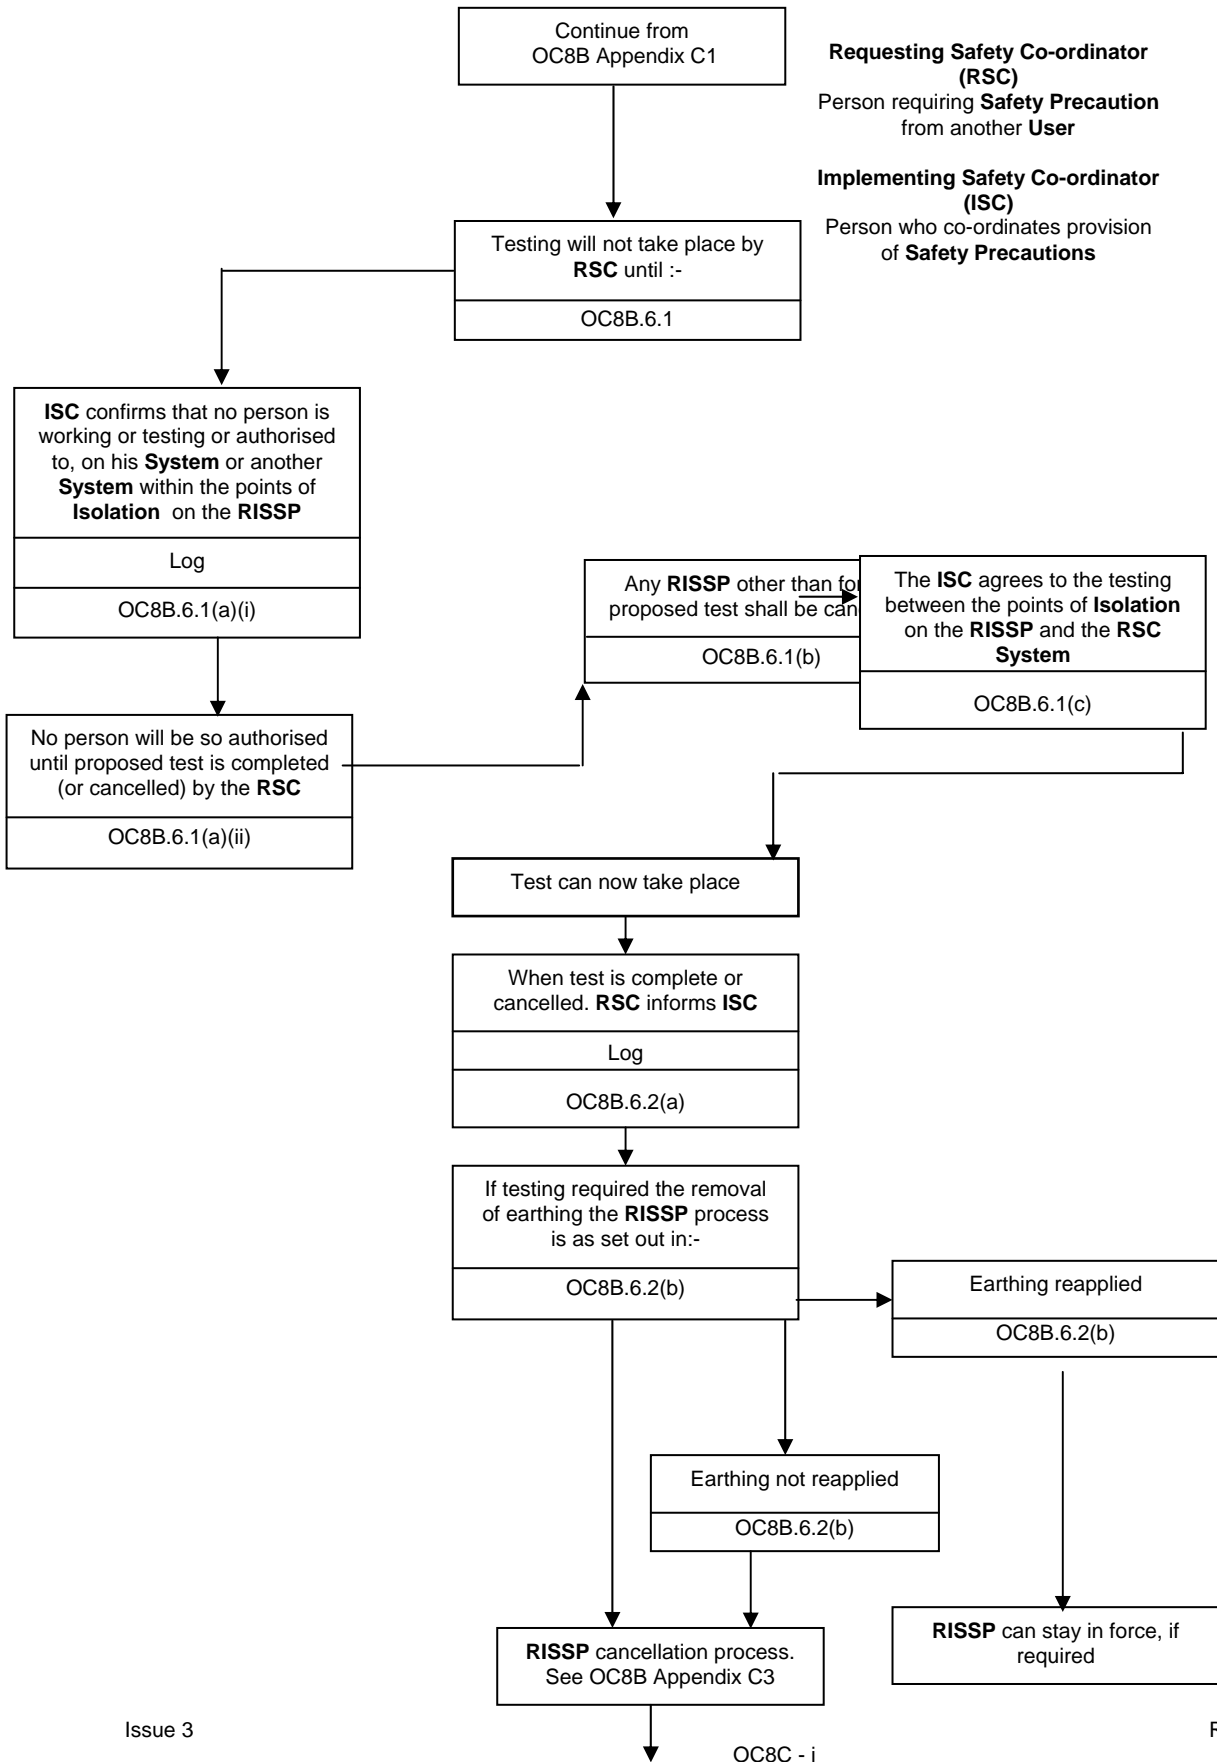 Continue from
OC8B Appendix C1
Requesting Safety Co-ordinator
(RSC)
Person requiring Safety Precaution
from another User
Implementing Safety Co-ordinator
(ISC)
Person who co-ordinates provision
of Safety Precautions
Testing will not take place by
RSC until :-
OC8B.6.1
ISC confirms that no person is
working or testing or authorised
to, on his System or another
System within the points of
Isolation on the RISSP
Log
OC8B.6.1(a)(i)
No person will be so authorised
until proposed test is completed
(or cancelled) by the RSC
OC8B.6.1(a)(ii)
Any RISSP other than for
proposed test shall be
OC8B.6.1(b)
The ISC agrees to the testing
between the points of Isolation
on the RISSP and the RSC
System
OC8B.6.1(c)
Test can now take place
When test is complete or
cancelled. RSC informs ISC
Log
OC8B.6.2(a)
If testing required the removal
of earthing the RISSP process
is as set out in:-
OC8B.6.2(b)
Earthing reapplied
OC8B.6.2(b)
Earthing not reapplied
OC8B.6.2(b)
RISSP cancellation process.
See OC8B Appendix C3
RISSP can stay in force, if
required
Issue 3
OC8C - i